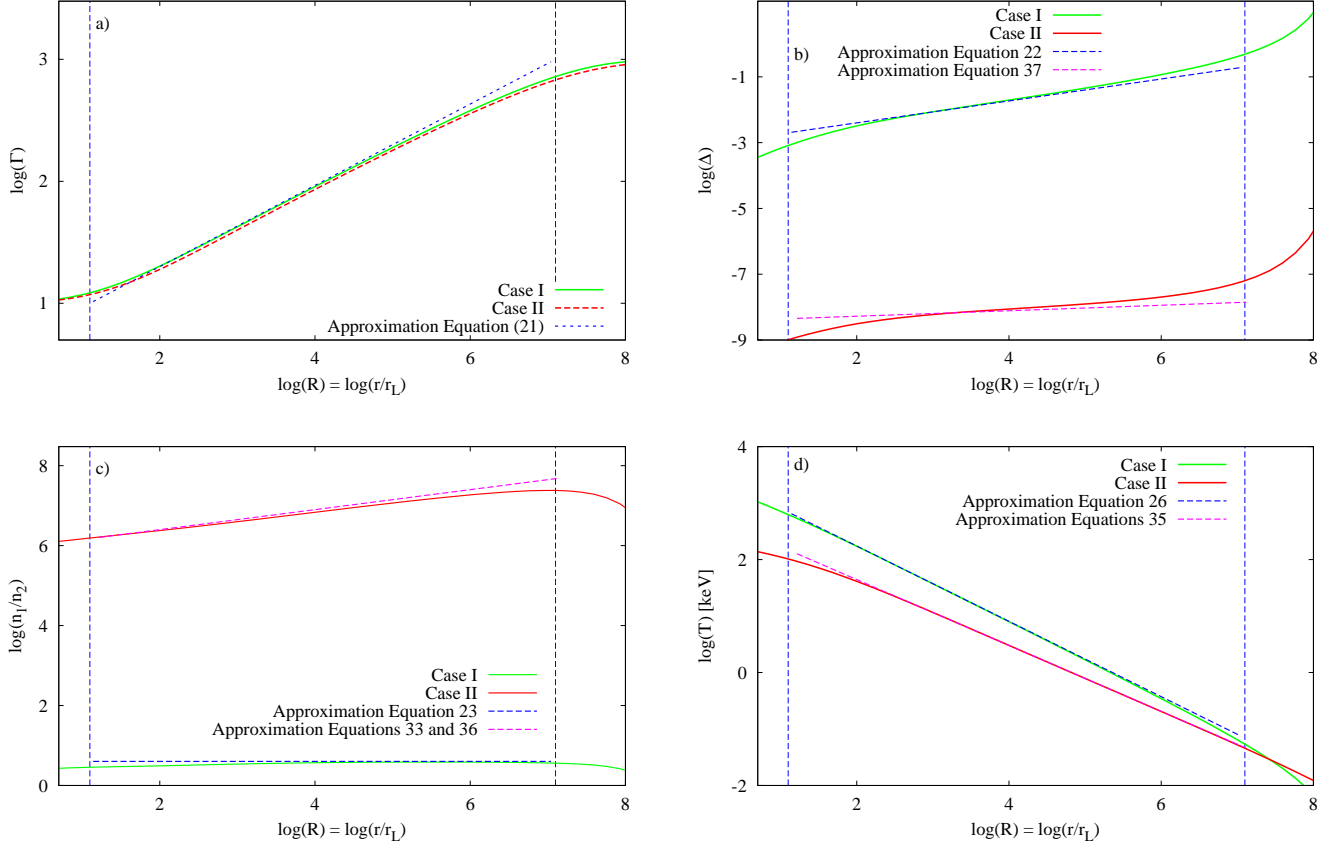 a)
3
2
1
log(Γ)
Case I
Case II
Approximation Equation (21)
2
4
6
8
log(R) = log(r/r_L)
b)
Case I
Case II
Approximation Equation 22
Approximation Equation 37
-1
-3
-5
-7
-9
log(Δ)
2
4
6
8
log(R) = log(r/r_L)
c)
8
6
4
2
0
log(n_1/n_2)
Case I
Case II
Approximation Equation 23
Approximation Equations 33 and 36
2
4
6
8
log(R) = log(r/r_L)
d)
4
2
0
-2
log(T) [keV]
Case I
Case II
Approximation Equation 26
Approximation Equations 35
2
4
6
8
log(R) = log(r/r_L)